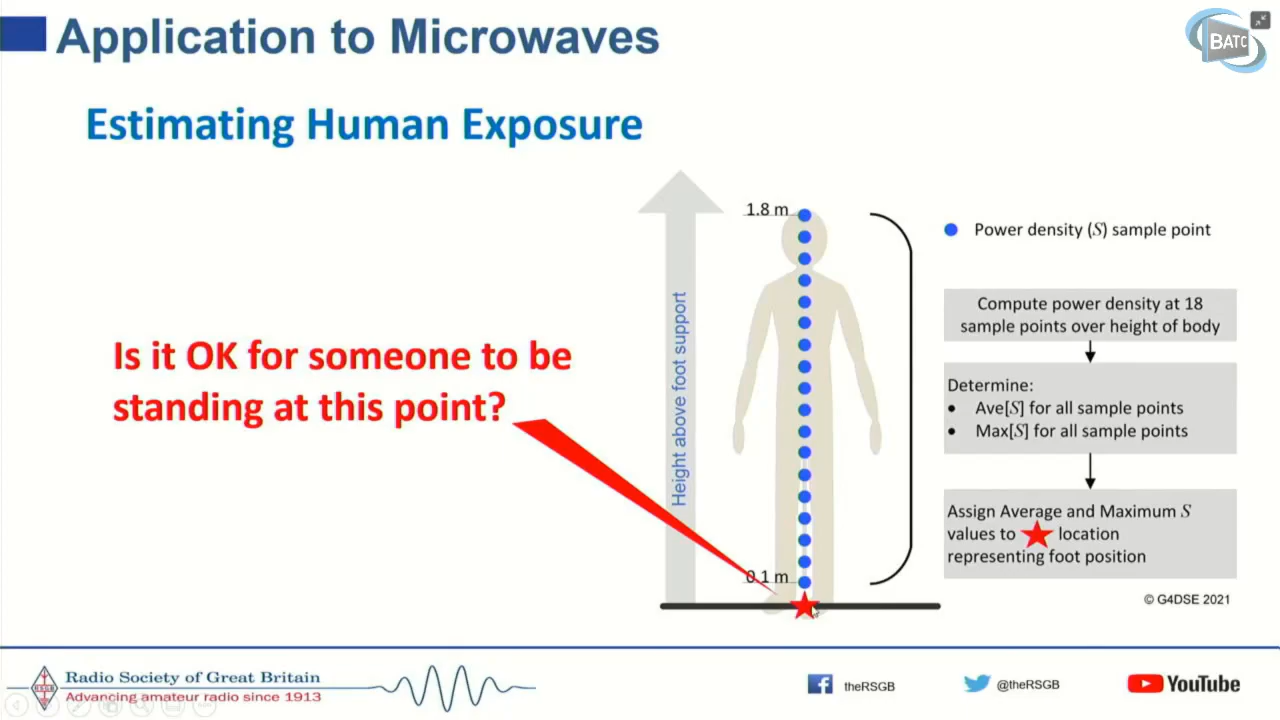 Application to Microwaves
BATC
Estimating Human Exposure
1.8 m
Power density (S) sample point
Height above foot support
Is it OK for someone to be
standing at this point?
Compute power density at 18
sample points over height of body
Determine:
• Ave[S] for all sample points
• Max[S] for all sample points
Assign Average and Maximum S
values to location
representing foot position
0.1 m
© G4DSE 2021
RSGB
Radio Society of Great Britain
Advancing amateur radio since 1913
theRSGB
@theRSGB
YouTube